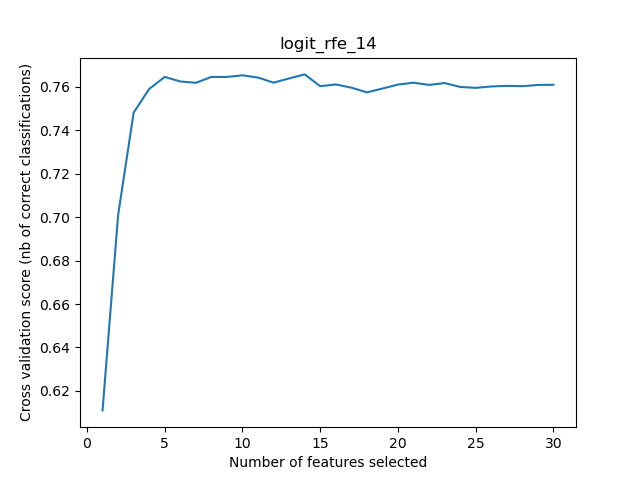 logit_rfe_14
Cross validation score (nb of correct classifications)
0.76
0.74
0.72
0.70
0.68
0.66
0.64
0.62
0 5 10 15 20 25 30
Number of features selected